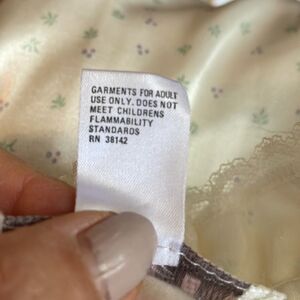 GARMENTS FOR ADULT
USE ONLY. DOES NOT
MEET CHILDRENS
FLAMMABILITY
STANDARDS
RN 38142